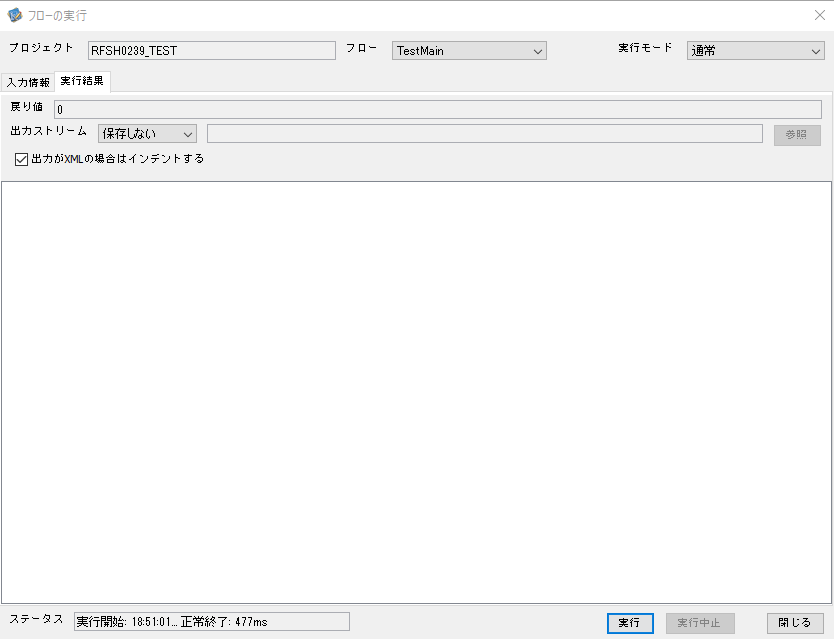 フローの実行
プロジェクト RFSH0239_TEST フロー TestMain 実行モード 通常
入力情報 実行結果
戻り値 0
出力ストリーム 保存しない 参照
出力がXMLの場合はインデントする
ステータス 実行開始: 18:51:01... 正常終了: 477ms 実行 実行中止 閉じる